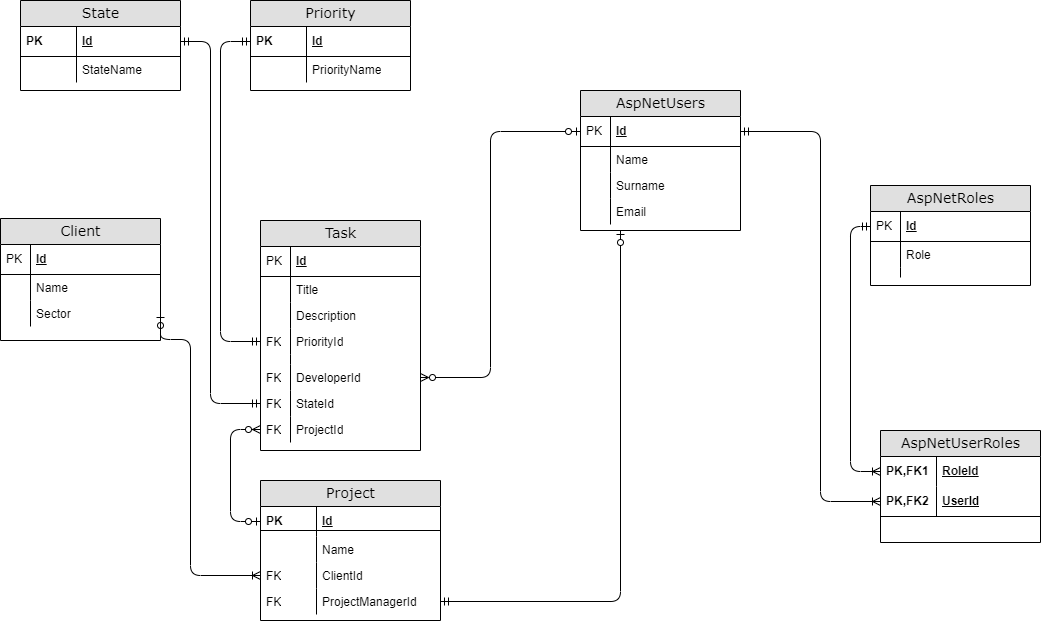 State
PK Id
StateName
Priority
PK Id
PriorityName
AspNetUsers
PK Id
Name
Surname
Email
AspNetRoles
PK Id
Role
Client
PK Id
Name
Sector
Task
PK Id
Title
Description
FK PriorityId
FK DeveloperId
FK StateId
FK ProjectId
AspNetUserRoles
PK,FK1 RoleId
PK,FK2 UserId
Project
PK Id
Name
FK ClientId
FK ProjectManagerId